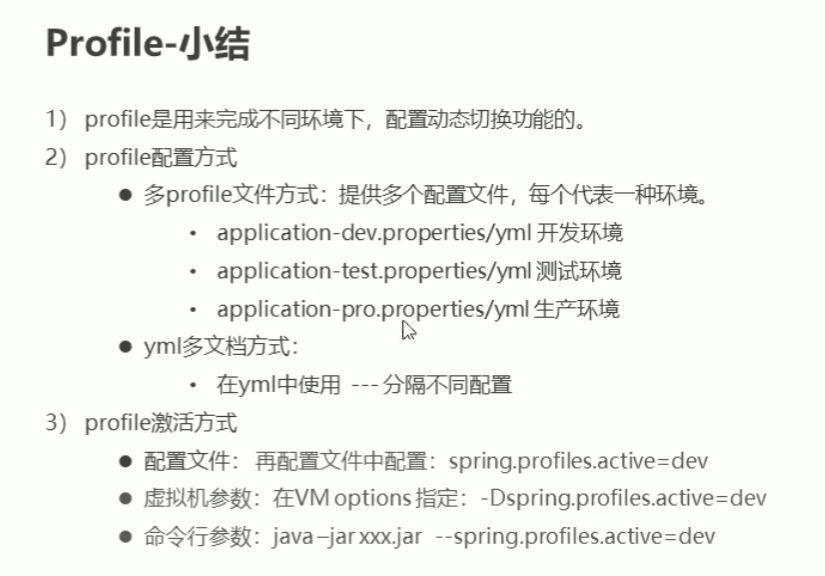 Profile-小结
1） profile是用来完成不同环境下，配置动态切换功能的。
2） profile配置方式
● 多profile文件方式：提供多个配置文件，每个代表一种环境。
• application-dev.properties/yml 开发环境
• application-test.properties/yml 测试环境
• application-pro.properties/yml 生产环境
● yml多文档方式：
• 在yml中使用 --- 分隔不同配置
3） profile激活方式
● 配置文件： 再配置文件中配置：spring.profiles.active=dev
● 虚拟机参数：在VM options 指定：-Dspring.profiles.active=dev
● 命令行参数：java –jar xxx.jar --spring.profiles.active=dev